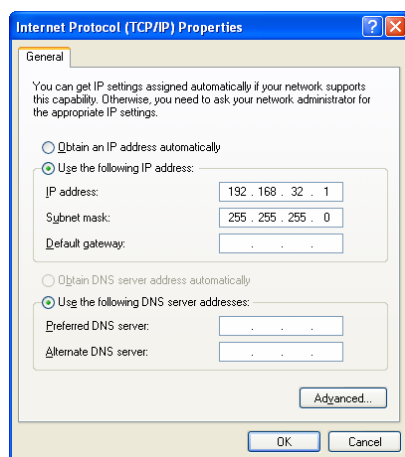 Internet Protocol (TCP/IP) Properties
General
You can get IP settings assigned automatically if your network supports
this capability. Otherwise, you need to ask your network administrator for
the appropriate IP settings.
Obtain an IP address automatically
Use the following IP address:
IP address: 192 . 168 . 32 . 1
Subnet mask: 255 . 255 . 255 . 0
Default gateway: . . .
Obtain DNS server address automatically
Use the following DNS server addresses:
Preferred DNS server: . . .
Alternate DNS server: . . .
Advanced...
OK Cancel